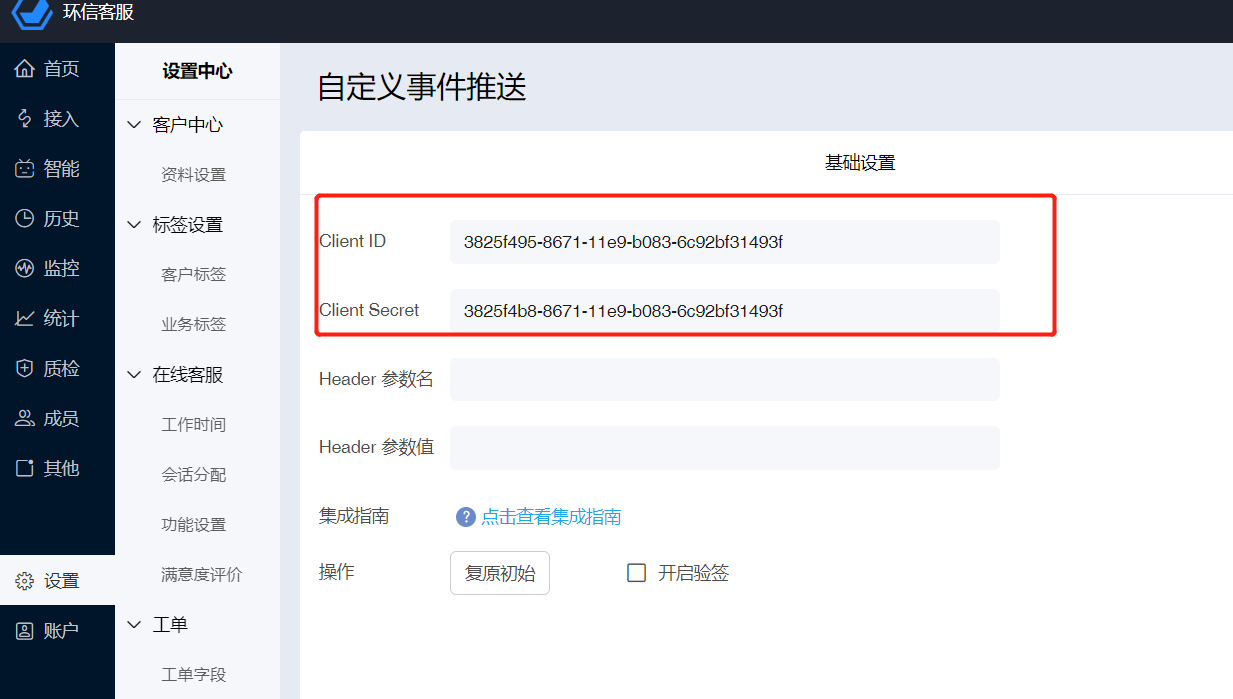 环信客服
首页
接入
智能
历史
监控
统计
质检
成员
其他
设置
账户
设置中心
客户中心
资料设置
标签设置
客户标签
业务标签
在线客服
工作时间
会话分配
功能设置
满意度评价
工单
工单字段
自定义事件推送
基础设置
Client ID 3825f495-8671-11e9-b083-6c92bf31493f
Client Secret 3825f4b8-8671-11e9-b083-6c92bf31493f
Header 参数名
Header 参数值
集成指南 ? 点击查看集成指南
操作 复原初始 开启验签